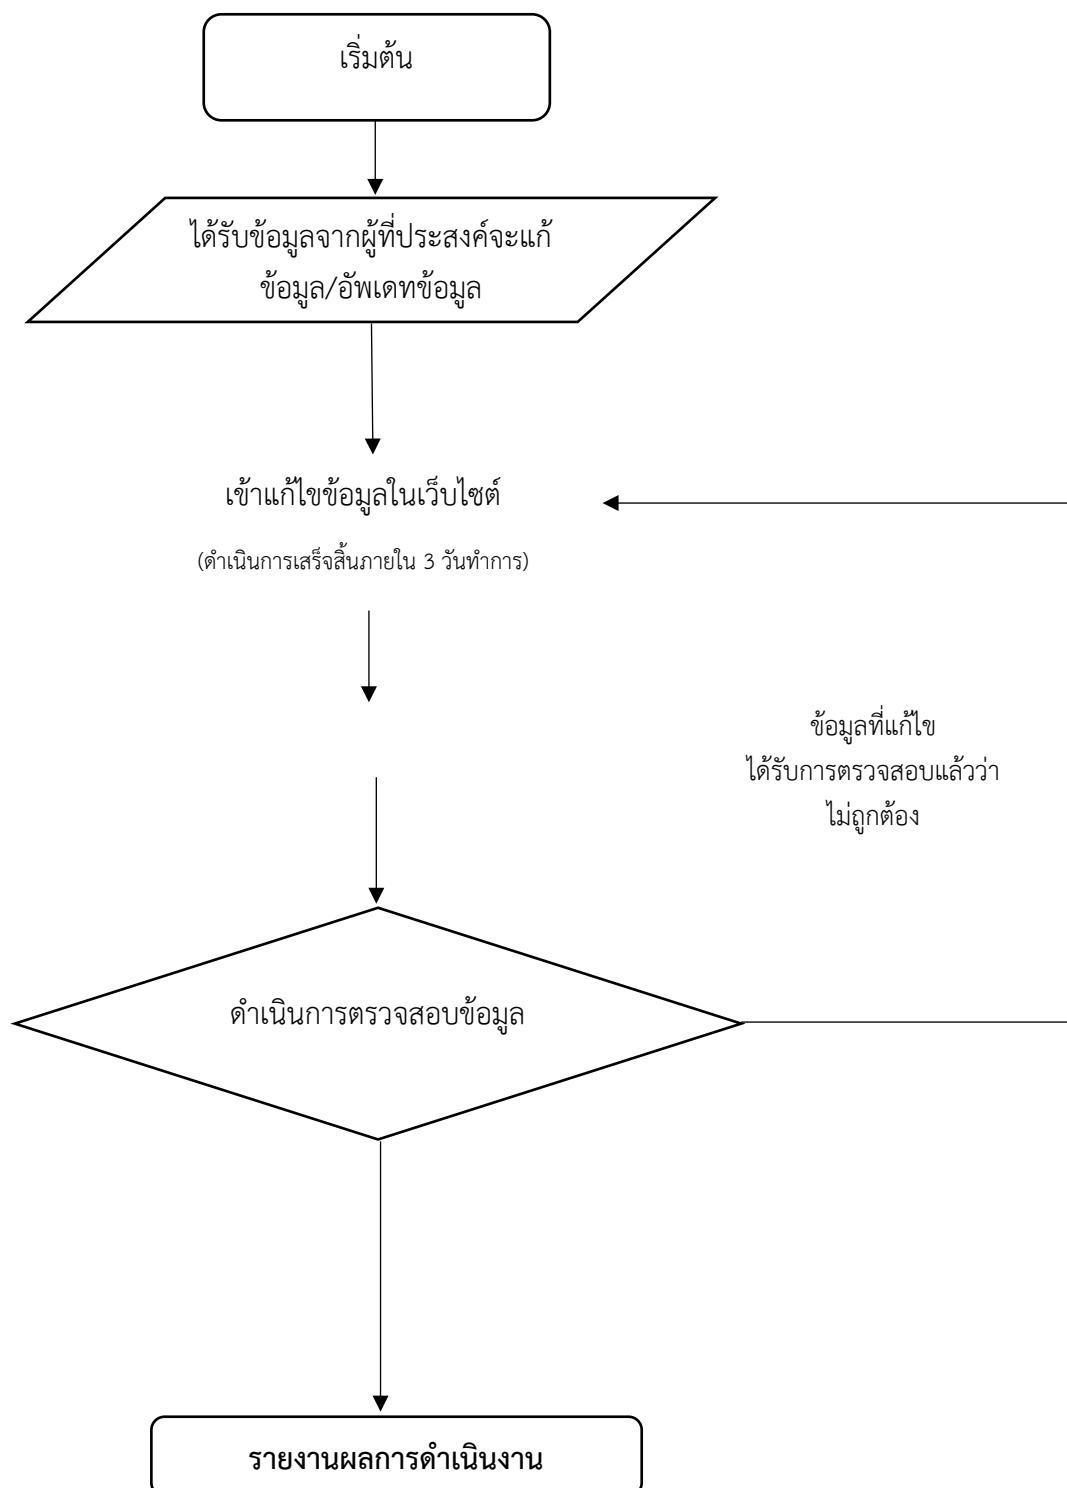 เริ่มต้น
ได้รับข้อมูลจากผู้ที่ประสงค์จะแก้
ข้อมูล/อัพเดทข้อมูล
เข้าแก้ไขข้อมูลในเว็บไซต์
(ดำเนินการเสร็จสิ้นภายใน 3 วันทำการ)
ข้อมูลที่แก้ไข
ได้รับการตรวจสอบแล้วว่า
ไม่ถูกต้อง
ดำเนินการตรวจสอบข้อมูล
รายงานผลการดำเนินงาน